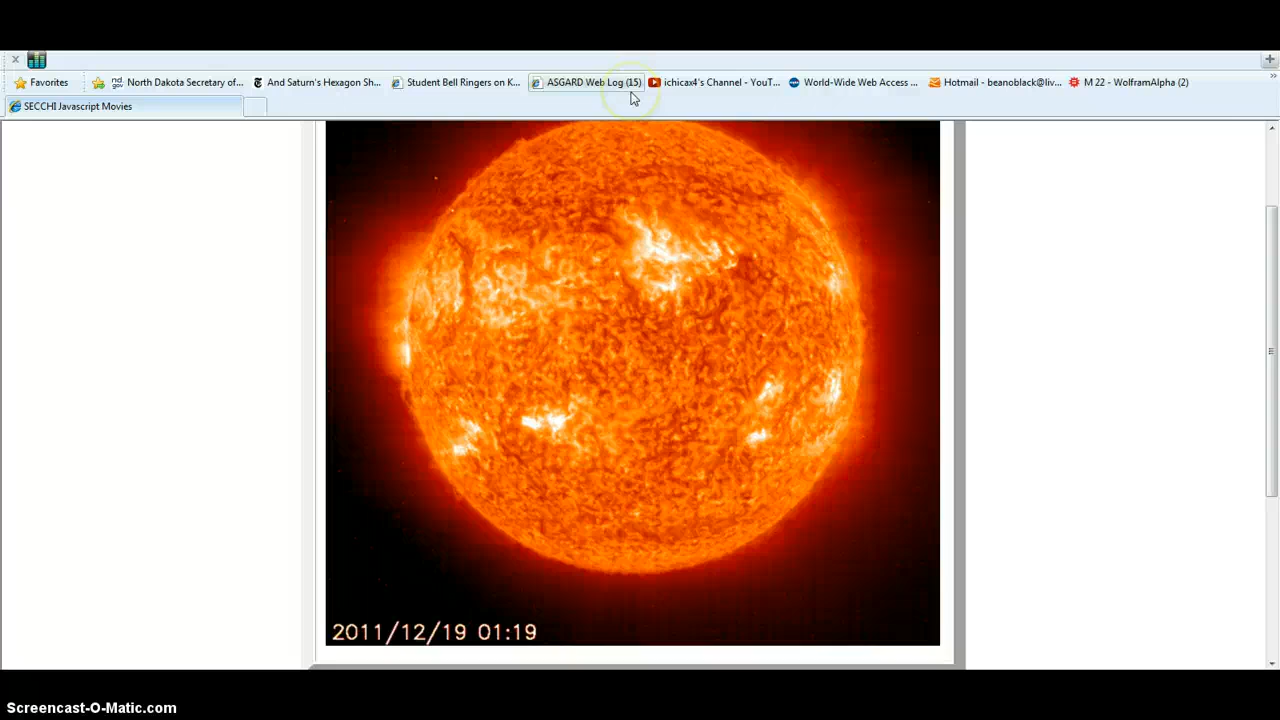 Favorites
nd.gov North Dakota Secretary of...
And Saturn's Hexagon Sh...
Student Bell Ringers on K...
ASGARD Web Log (15)
ichicax4's Channel - YouT...
World-Wide Web Access ...
Hotmail - beanoblack@liv...
M 22 - WolframAlpha (2)
SECCHI Javascript Movies
2011/12/19 01:19
Screencast-O-Matic.com